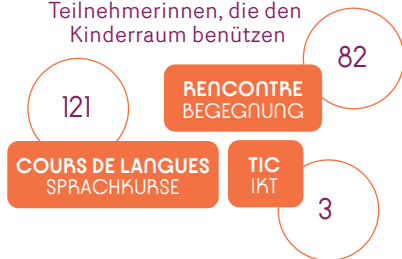 Teilnehmerinnen, die den
Kinderraum benützen
82
RENCONTRE
BEGEGNUNG
121
COURS DE LANGUES
SPRACHKURSE
TIC
IKT
3